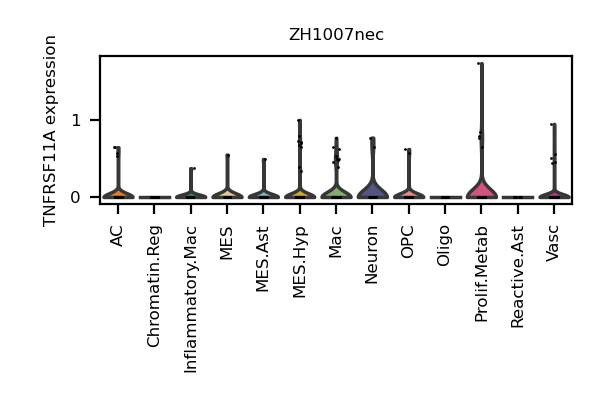 ZH1007nec
TNFRSF11A expression
1
0
AC
Chromatin.Reg
Inflammatory.Mac
MES
MES.Ast
MES.Hyp
Mac
Neuron
OPC
Oligo
Prolif.Metab
Reactive.Ast
Vasc